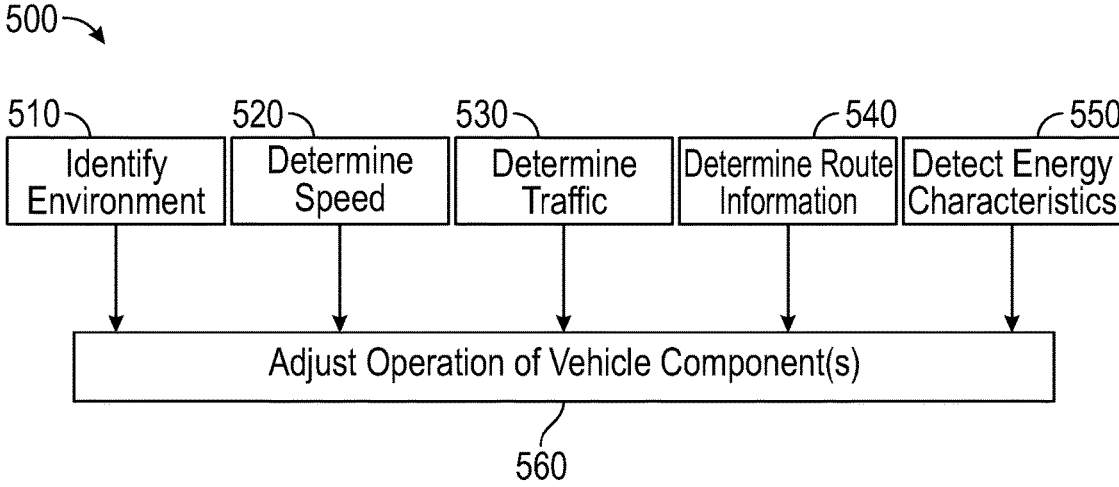 500
510
520
530
540
550
Identify
Environment
Determine
Speed
Determine
Traffic
Determine Route
Information
Detect Energy
Characteristics
Adjust Operation of Vehicle Component(s)
560